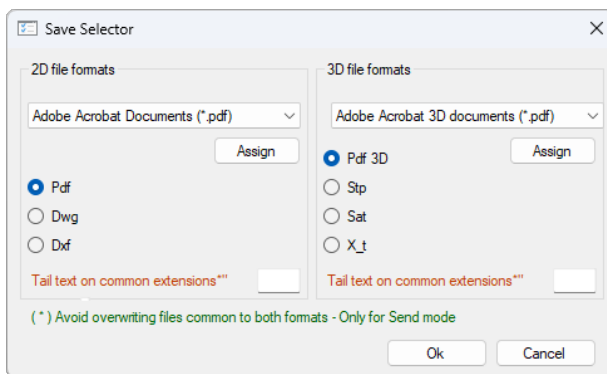 Save Selector
2D file formats
Adobe Acrobat Documents (*.pdf)
Assign
Pdf
Dwg
Dxf
Tail text on common extensions*"
3D file formats
Adobe Acrobat 3D documents (*.pdf)
Assign
Pdf 3D
Stp
Sat
X_t
Tail text on common extensions*"
( * ) Avoid overwriting files common to both formats - Only for Send mode
Ok
Cancel